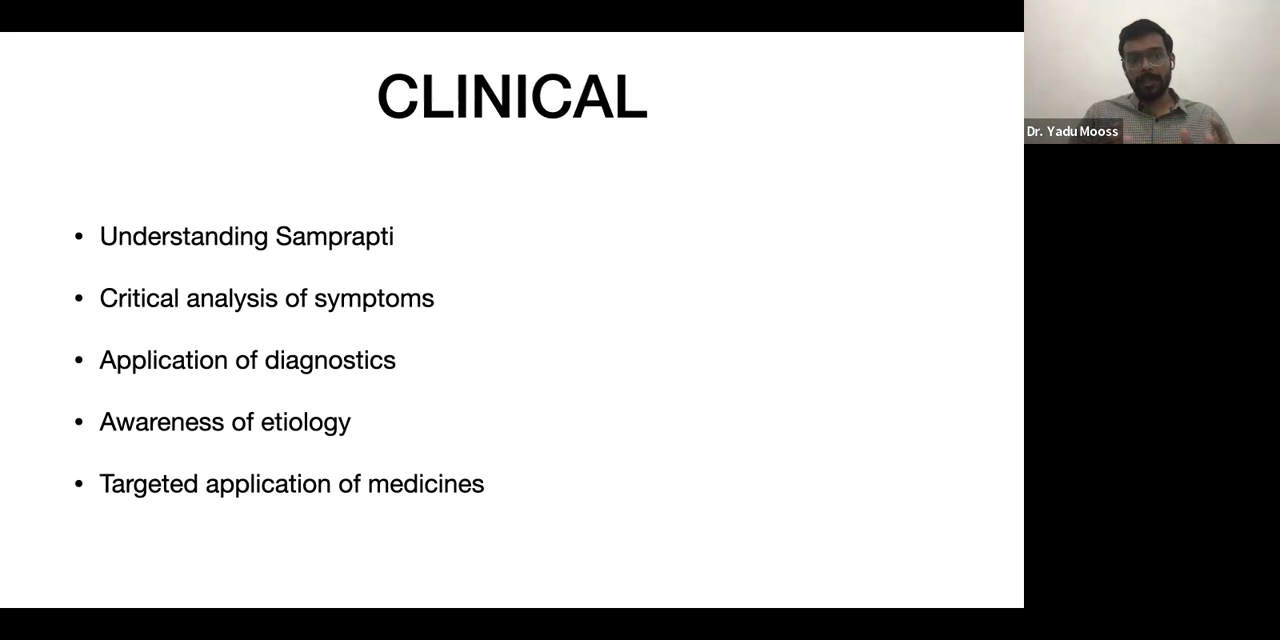 CLINICAL
• Understanding Samprapti
• Critical analysis of symptoms
• Application of diagnostics
• Awareness of etiology
• Targeted application of medicines
Dr. Yadu Mooss